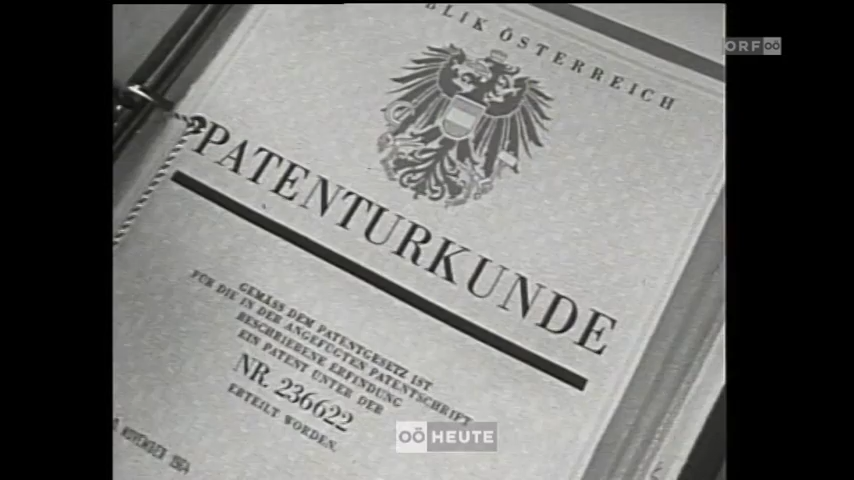 BLIK ÖSTERREICH
ORF OÖ
PATENTURKUNDE
GEMÄSS DEM PATENTGESETZ IST
FÜR DIE IN DER ANGEFÜGTEN PATENTSCHRIFT
BESCHRIEBENE ERFINDUNG
EIN PATENT UNTER DER
NR. 236622
ERTEILT WORDEN.
NOVEMBER 1964
OÖ HEUTE